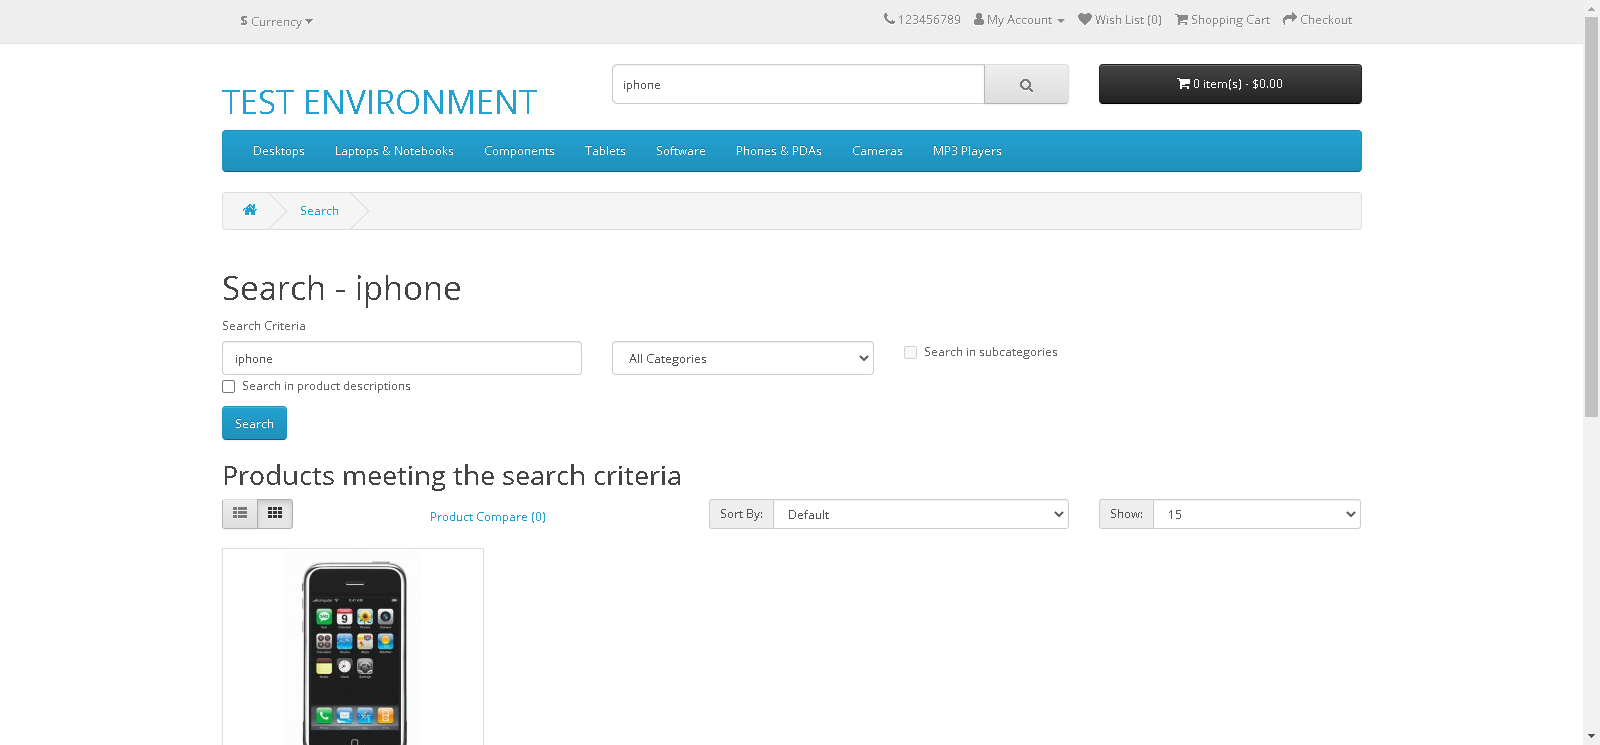 $ Currency
123456789 My Account Wish List (0) Shopping Cart Checkout
TEST ENVIRONMENT
iphone
0 item(s) - $0.00
Desktops Laptops & Notebooks Components Tablets Software Phones & PDAs Cameras MP3 Players
Search
Search - iphone
Search Criteria
iphone
All Categories
Search in subcategories
Search in product descriptions
Search
Products meeting the search criteria
Product Compare (0)
Sort By: Default
Show: 15